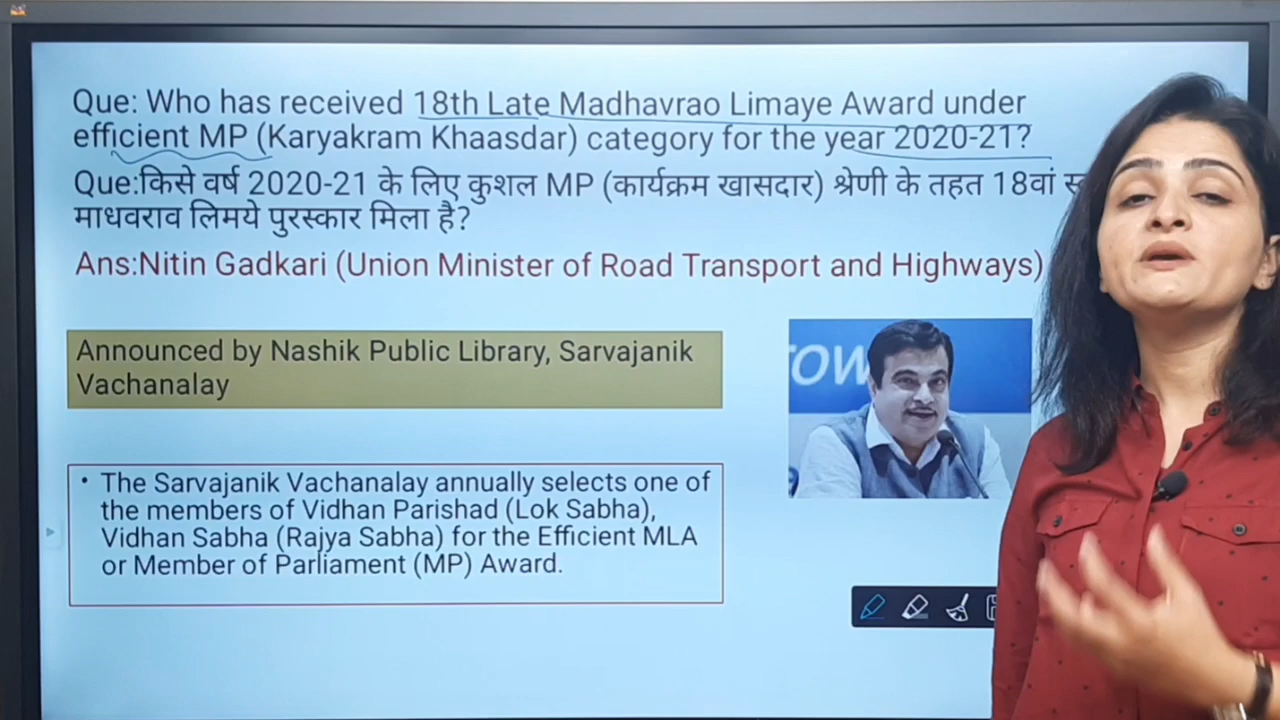 Que: Who has received 18th Late Madhavrao Limaye Award under
efficient MP (Karyakram Khaasdar) category for the year 2020-21?
Que:किसे वर्ष 2020-21 के लिए कुशल MP (कार्यक्रम खासदार) श्रेणी के तहत 18वां
माधवराव लिमये पुरस्कार मिला है?
Ans:Nitin Gadkari (Union Minister of Road Transport and Highways)
Announced by Nashik Public Library, Sarvajanik
Vachanalay
• The Sarvajanik Vachanalay annually selects one of
the members of Vidhan Parishad (Lok Sabha),
Vidhan Sabha (Rajya Sabha) for the Efficient MLA
or Member of Parliament (MP) Award.